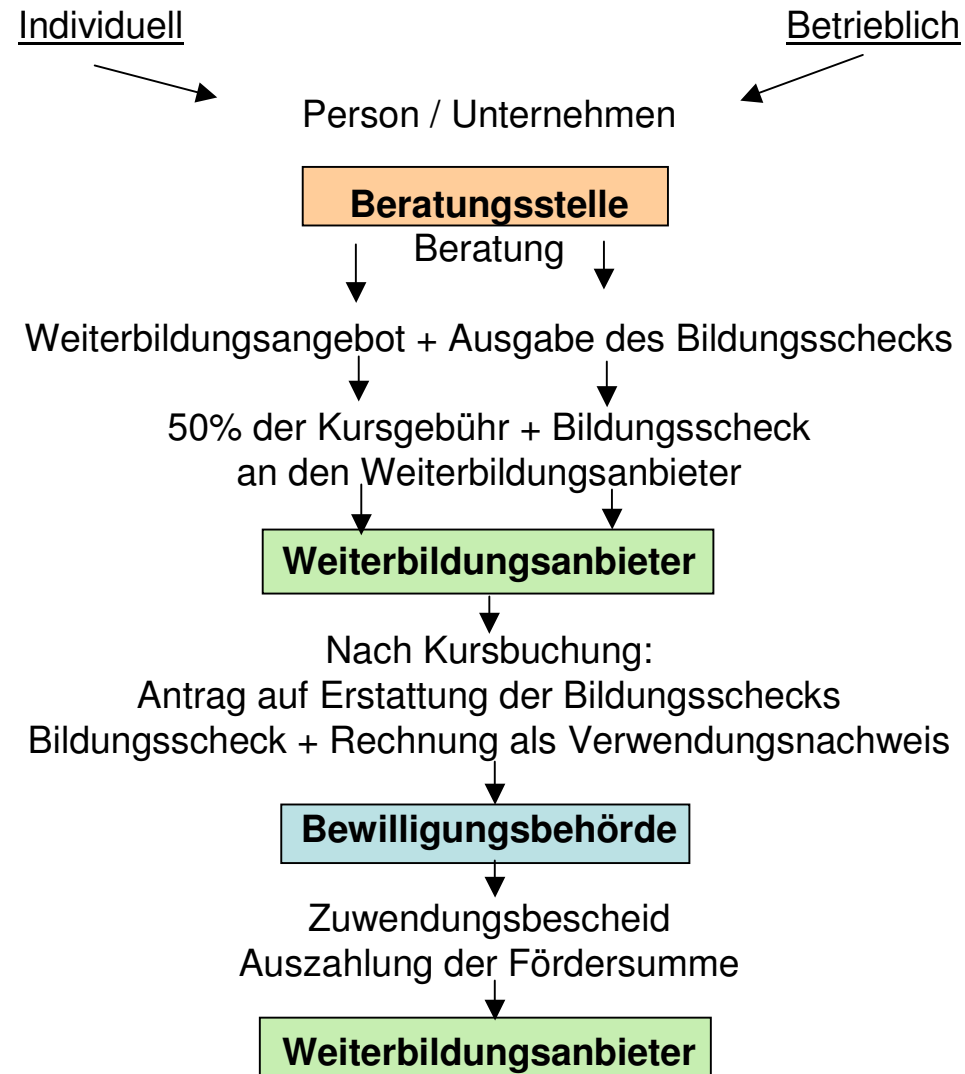 Individuell
Betrieblich
Person / Unternehmen
Beratungsstelle
Beratung
Weiterbildungsangebot + Ausgabe des Bildungsschecks
50% der Kursgebühr + Bildungsscheck
an den Weiterbildungsanbieter
Weiterbildungsanbieter
Nach Kursbuchung:
Antrag auf Erstattung der Bildungsschecks
Bildungsscheck + Rechnung als Verwendungsnachweis
Bewilligungsbehörde
Zuwendungsbescheid
Auszahlung der Fördersumme
Weiterbildungsanbieter